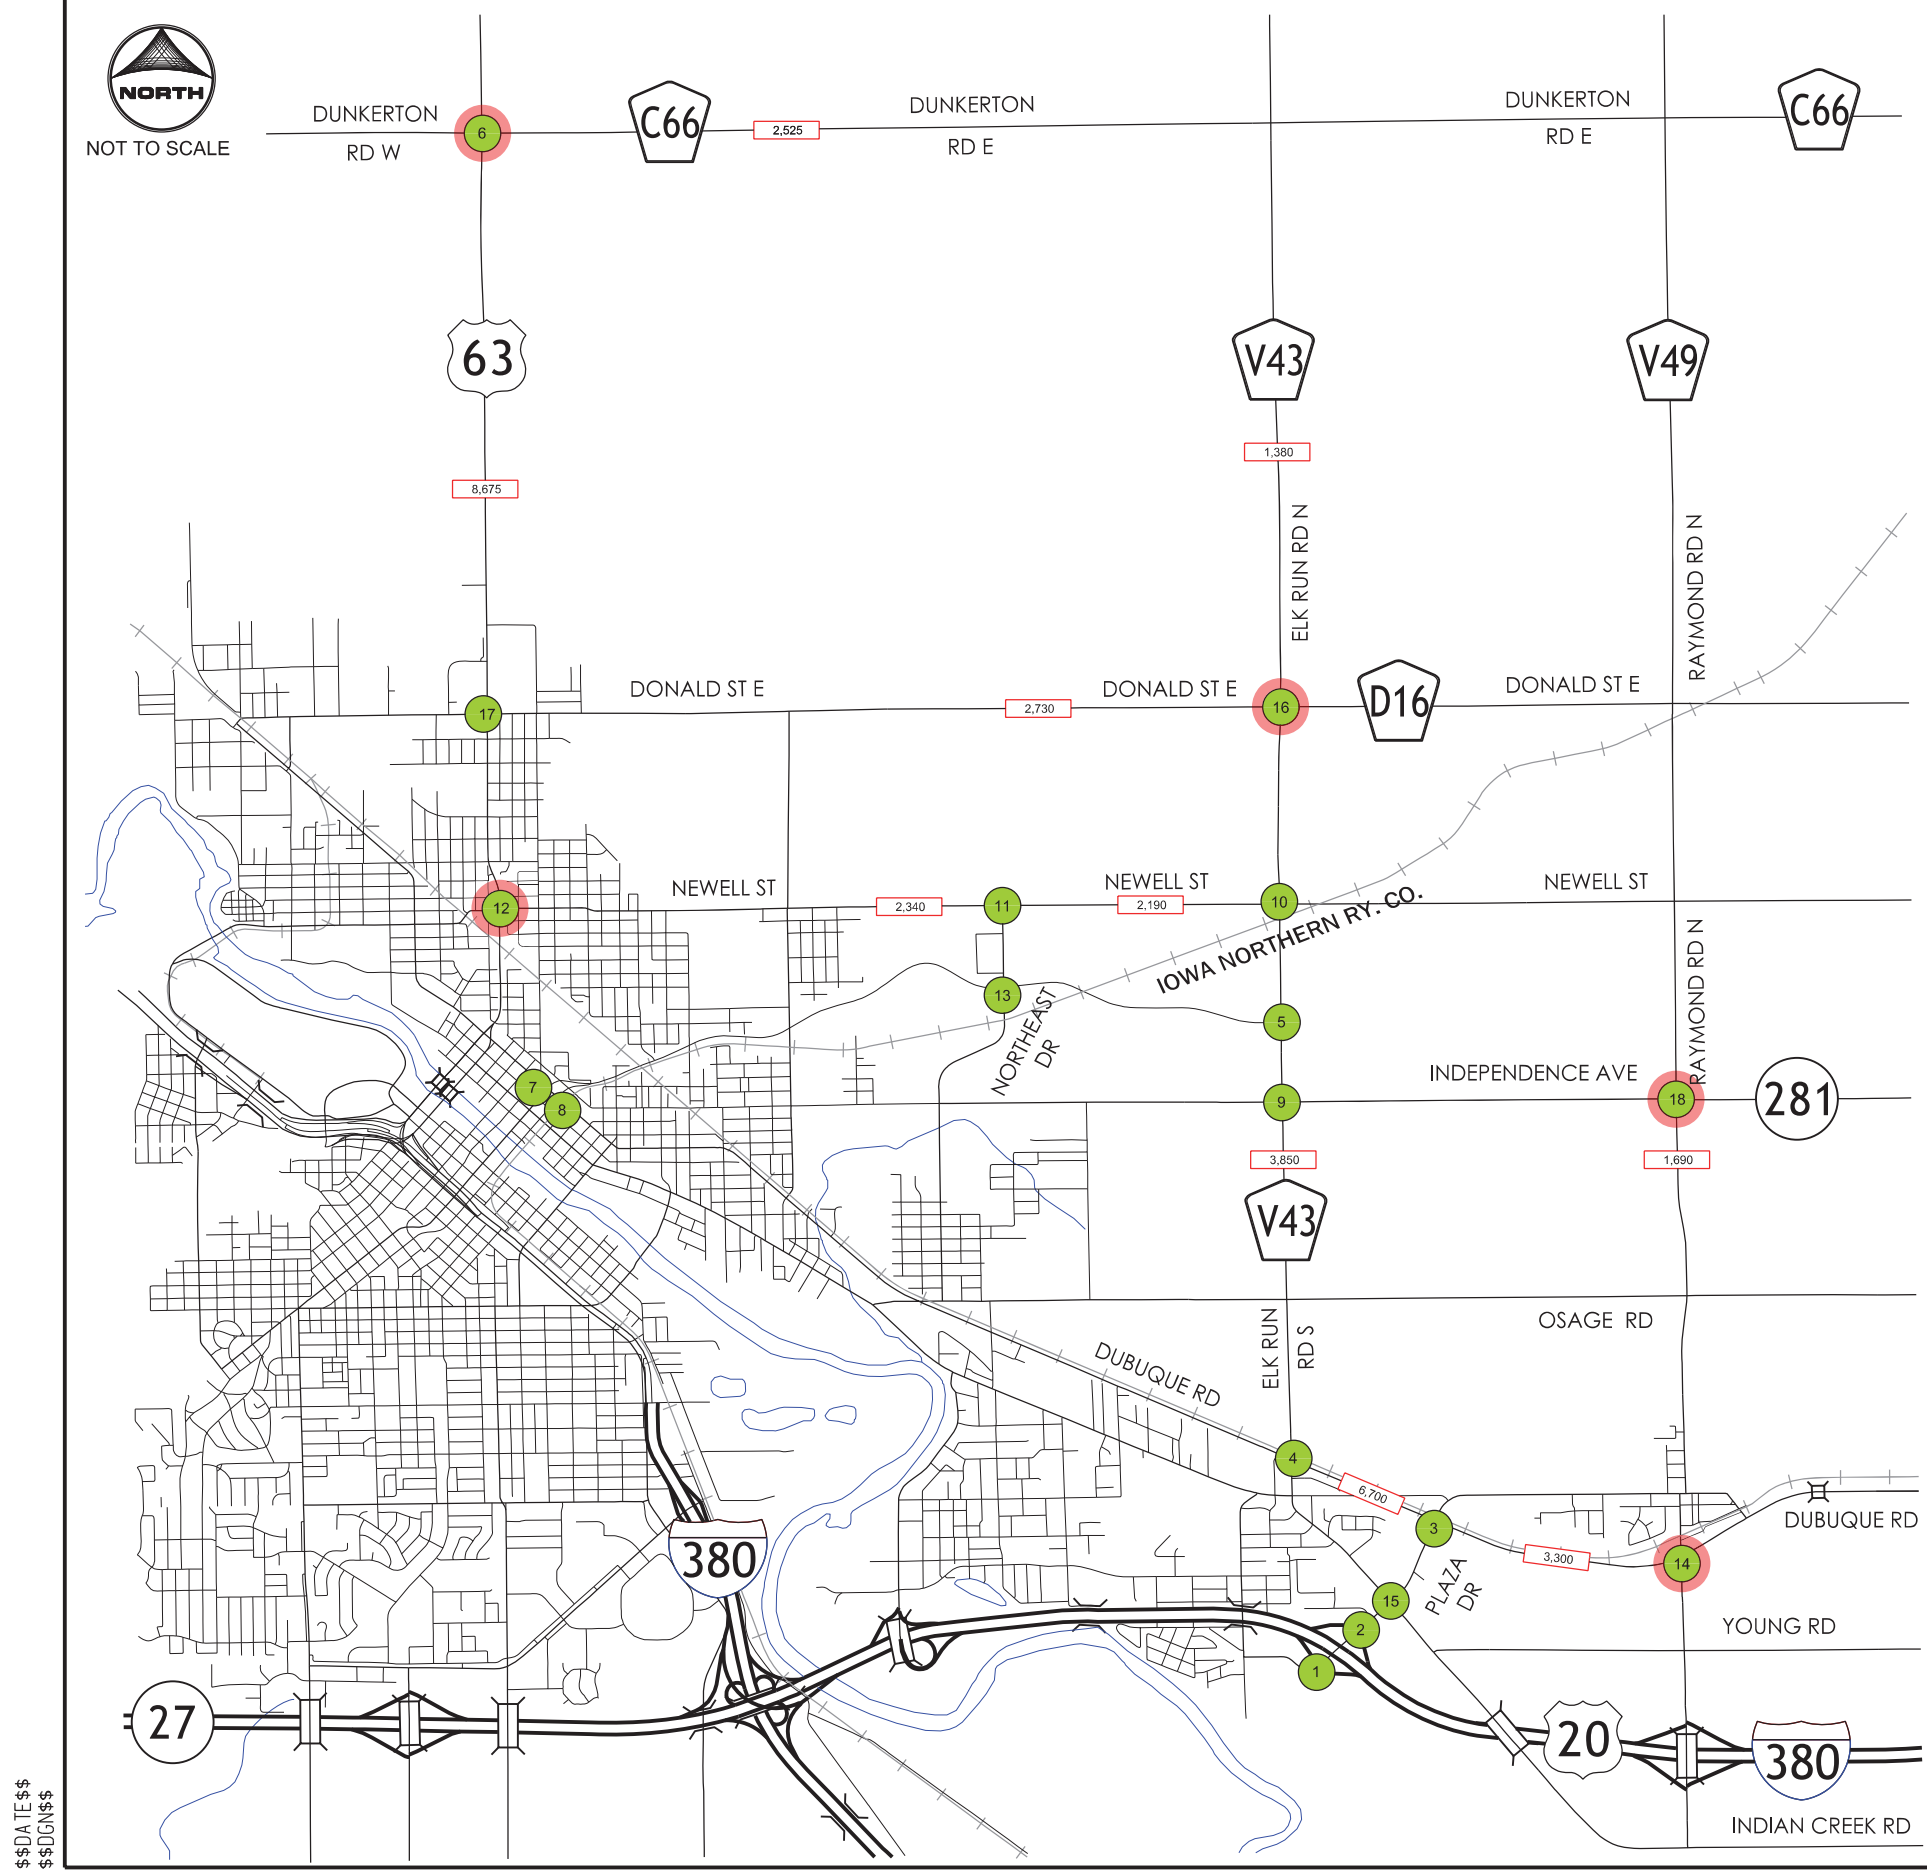 NORTH
NOT TO SCALE
DUNKERTON
RD W
6
C66
2,525
DUNKERTON
RD E
DUNKERTON
RD E
C66
63
V43
V49
8,675
1,380
ELK RUN RD N
RAYMOND RD N
17
DONALD ST E
2,730
DONALD ST E
16
D16
DONALD ST E
12
NEWELL ST
2,340
11
NEWELL ST
2,190
10
NEWELL ST
IOWA NORTHERN RY. CO.
13
NORTHEAST
DR
5
RAYMOND RD N
7
8
9
INDEPENDENCE AVE
18
281
3,850
1,690
V43
ELK RUN
RD S
OSAGE RD
DUBUQUE RD
4
6,700
3
3,300
14
DUBUQUE RD
380
PLAZA
DR
15
2
1
YOUNG RD
27
20
380
INDIAN CREEK RD
$$DATE$$
$$DGN$$